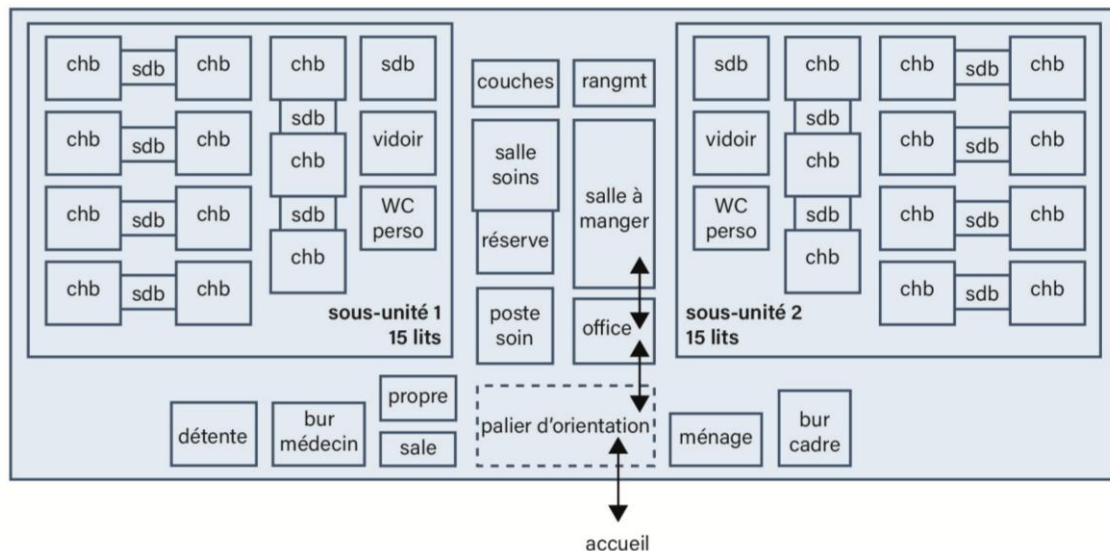 chb
sdb
chb
chb
sdb
chb
sdb
chb
sdb
chb
sdb
chb
vidoir
chb
sdb
chb
sdb
WC
perso
chb
sdb
chb
chb
sous-unité 1
15 lits
couches
rangmt
salle
soins
salle à
manger
réserve
poste
soin
office
sdb
chb
chb
sdb
chb
sdb
vidoir
chb
chb
sdb
chb
WC
perso
sdb
chb
sdb
chb
chb
chb
sdb
chb
sous-unité 2
15 lits
détente
bur
médecin
propre
sale
palier d'orientation
ménage
bur
cadre
accueil